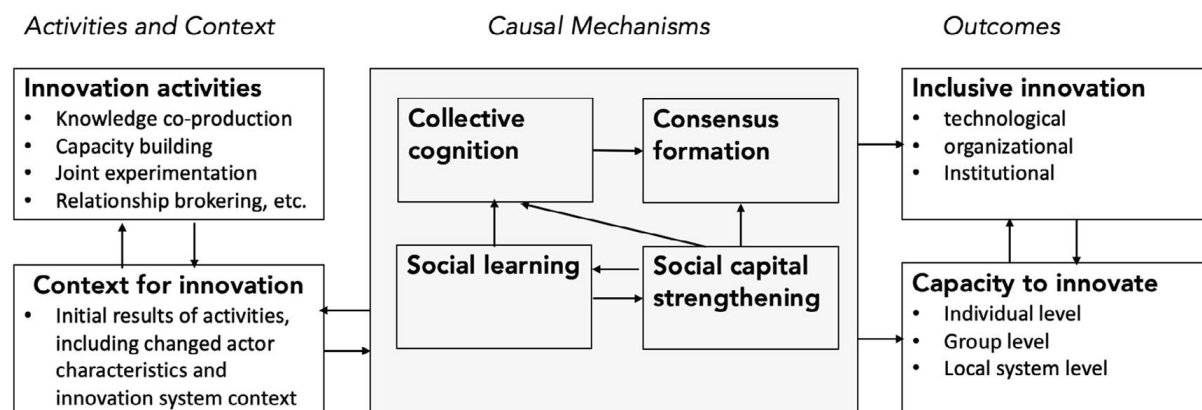 Activities and Context
Causal Mechanisms
Outcomes
Innovation activities
• Knowledge co-production
• Capacity building
• Joint experimentation
• Relationship brokering, etc.
Context for innovation
• Initial results of activities,
including changed actor
characteristics and
innovation system context
Collective
cognition
Consensus
formation
Social learning
Social capital
strengthening
Inclusive innovation
• technological
• organizational
• Institutional
Capacity to innovate
• Individual level
• Group level
• Local system level